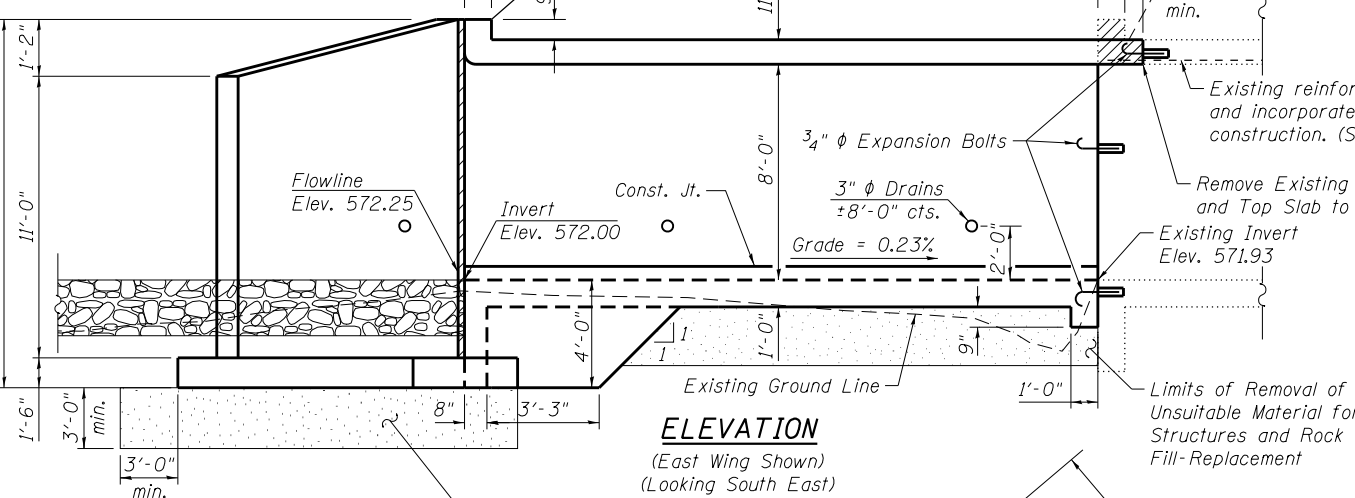 1'-2"
11'-0"
1'-6"
3'-0"
min.
3'-0"
min.
Flowline
Elev. 572.25
Invert
Elev. 572.00
Const. Jt.
3/4" ϕ Expansion Bolts
3" ϕ Drains
±8'-0" cts.
Grade = 0.23%
8'-0"
11
2'-0"
4'-0"
1
1
1'-0"
9"
1'-0"
8"
3'-3"
Existing Ground Line
min.
Existing
and incorporate
construction. (S
Remove Existing
and Top Slab to
Existing Invert
Elev. 571.93
Limits of Removal of
Unsuitable Material for
Structures and Rock
Fill-Replacement
ELEVATION
(East Wing Shown)
(Looking South East)